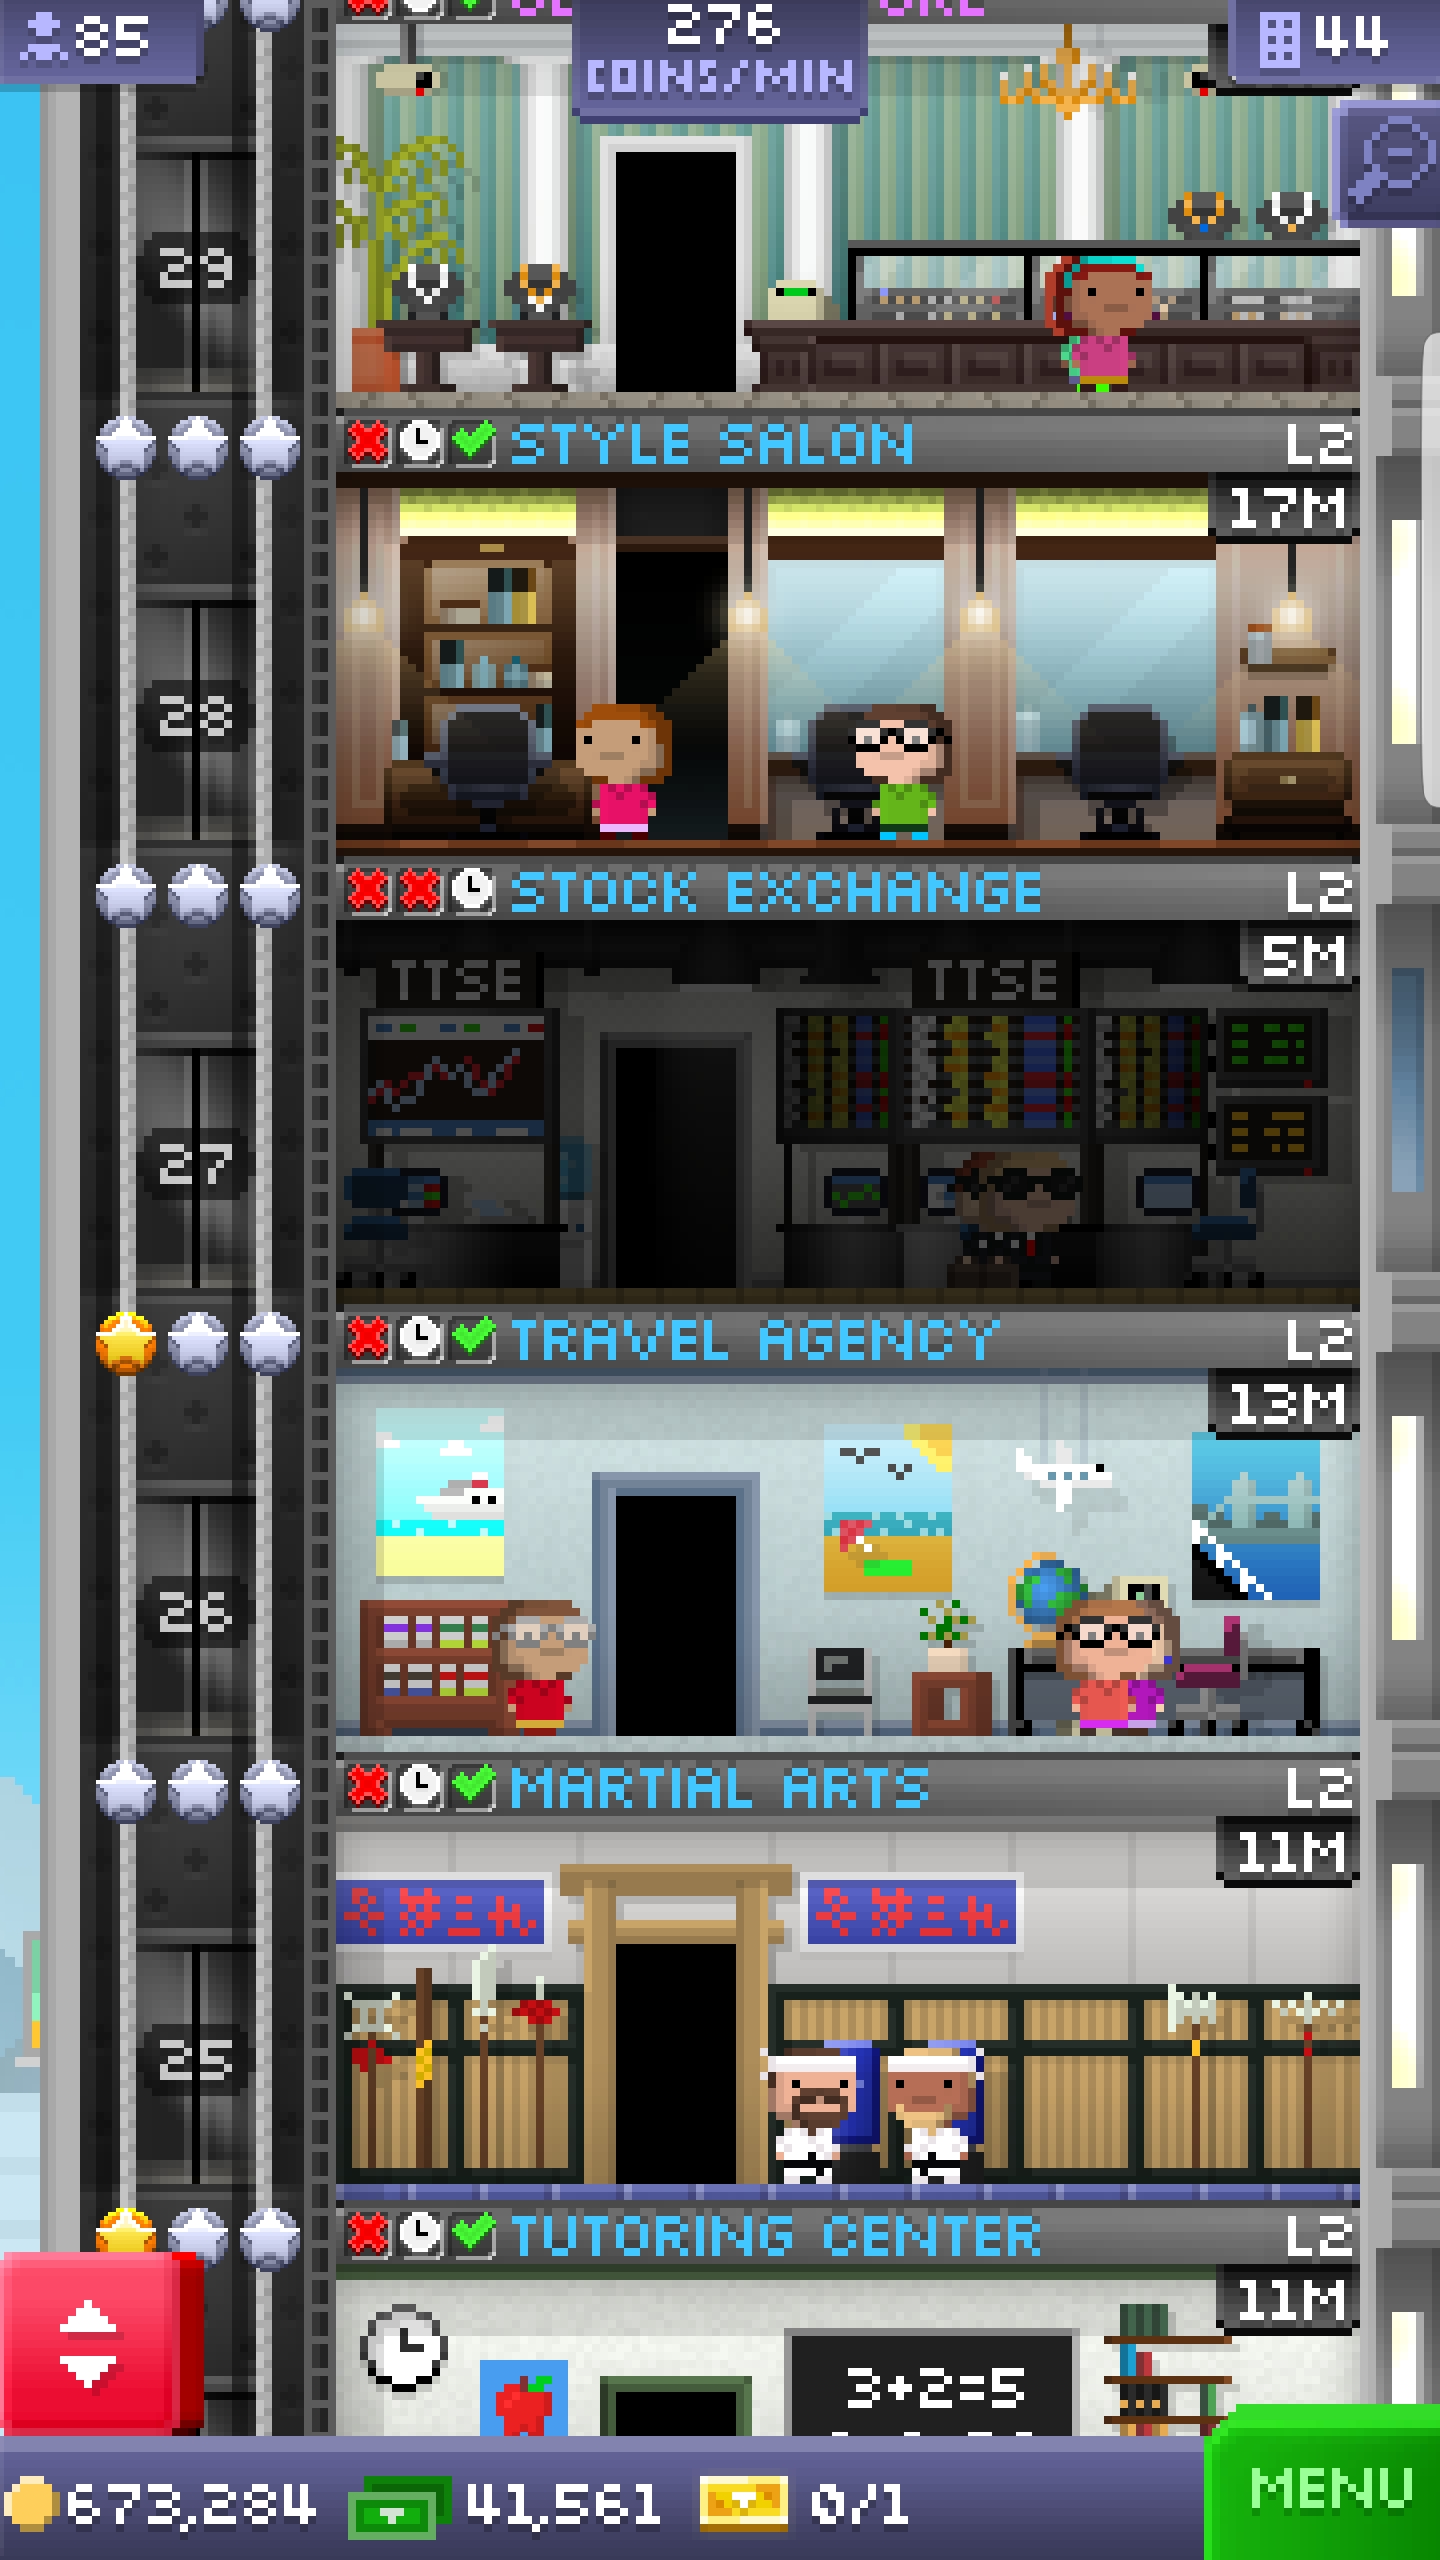 85
276
COINS/MIN
44
29
STYLE SALON L2
17M
28
STOCK EXCHANGE L2
5M
TTSE TTSE
27
TRAVEL AGENCY L2
13M
26
MARTIAL ARTS L2
11M
25
TUTORING CENTER L2
11M
3+2=5
673,284 41,561 0/1
MENU